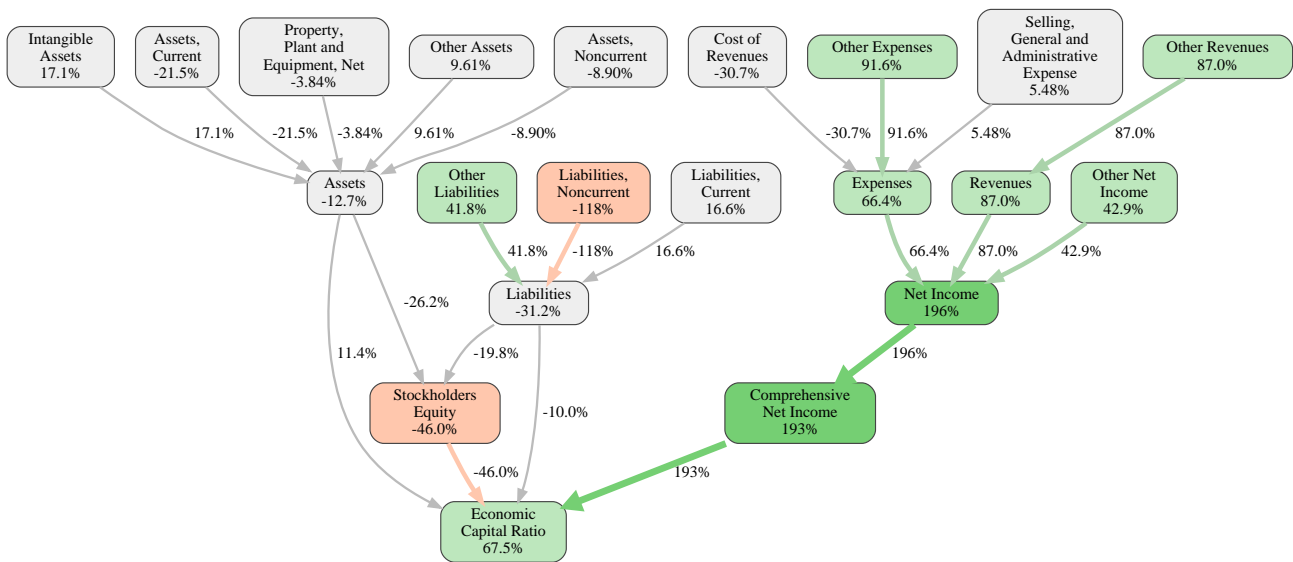 Intangible
Assets
17.1%
Assets,
Current
-21.5%
Property,
Plant and
Equipment, Net
-3.84%
Other Assets
9.61%
Assets,
Noncurrent
-8.90%
Cost of
Revenues
-30.7%
Other Expenses
91.6%
Selling,
General and
Administrative
Expense
5.48%
Other Revenues
87.0%
17.1%
-21.5%
-3.84%
9.61%
-8.90%
-30.7%
91.6%
5.48%
87.0%
Assets
-12.7%
Other
Liabilities
41.8%
Liabilities,
Noncurrent
-118%
Liabilities,
Current
16.6%
Expenses
66.4%
Revenues
87.0%
Other Net
Income
42.9%
41.8%
-118%
16.6%
66.4%
87.0%
42.9%
Liabilities
-31.2%
Net Income
196%
-26.2%
11.4%
-19.8%
196%
Stockholders
Equity
-46.0%
-10.0%
Comprehensive
Net Income
193%
-46.0%
193%
Economic
Capital Ratio
67.5%